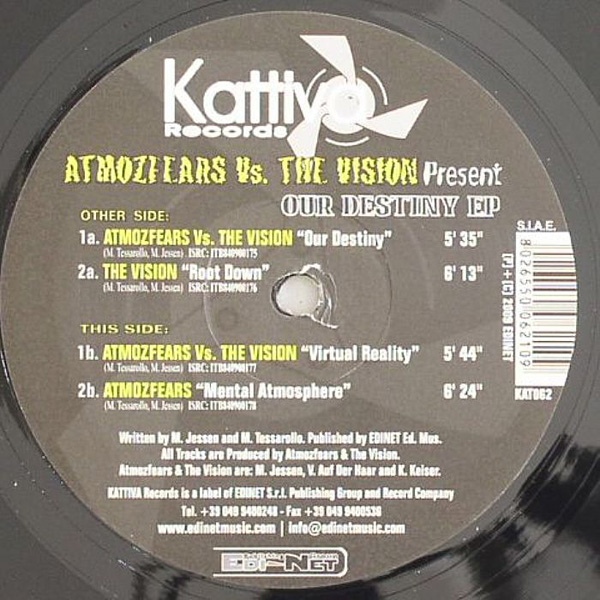 Kattiva
Records
ATMOZFEARS Vs. THE VISION Present
OUR DESTINY EP
OTHER SIDE:
S.I.A.E.
1a. ATMOZFEARS Vs. THE VISION "Our Destiny" 5' 35"
(M. Tessarollo, M. Jessen) ISRC: ITB840900175
2a. THE VISION "Root Down" 6' 13"
(M. Tessarollo, M. Jessen) ISRC: ITB840900176
THIS SIDE:
1b. ATMOZFEARS Vs. THE VISION "Virtual Reality" 5' 44"
(M. Tessarollo, M. Jessen) ISRC: ITB840900177
2b. ATMOZFEARS "Mental Atmosphere" 6' 24"
(M. Tessarollo, M. Jessen) ISRC: ITB840900178
(P) + (C) 2009 EDINET
8026550062109
KAT062
Written by M. Jessen and M. Tessarollo. Published by EDINET Ed. Mus.
All Tracks are Produced by Atmozfears & The Vision.
Atmozfears & The Vision are: M. Jessen, V. Auf Der Haar and K. Keiser.
KATTIVA Records is a label of EDINET S.r.l. Publishing Group and Record Company
Tel. +39 049 9400248 - Fax +39 049 9400536
www.edinetmusic.com | info@edinetmusic.com
EDI-NET